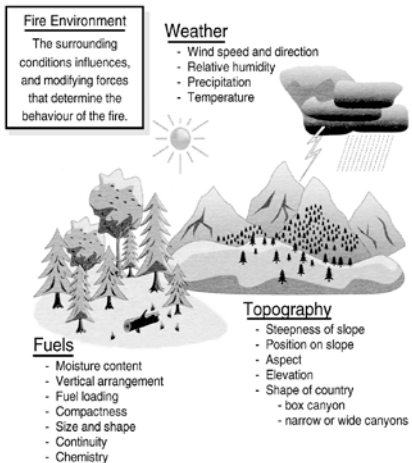 Fire Environment
The surrounding
conditions influences,
and modifying forces
that determine the
behaviour of the fire.
Weather
- Wind speed and direction
- Relative humidity
- Precipitation
- Temperature
Topography
- Steepness of slope
- Position on slope
- Aspect
- Elevation
- Shape of country
- box canyon
- narrow or wide canyons
Fuels
- Moisture content
- Vertical arrangement
- Fuel loading
- Compactness
- Size and shape
- Continuity
- Chemistry